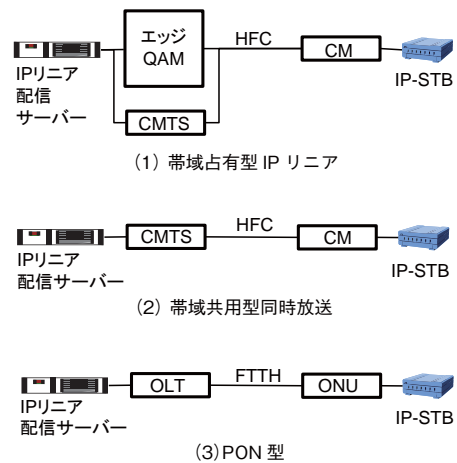 エッジ
QAM
HFC
CM
IPリニア
配信
サーバー
IP-STB
CMTS
(1) 帯域占有型 IP リニア
CMTS
HFC
CM
IPリニア
配信サーバー
IP-STB
(2) 帯域共用型同時放送
OLT
FTTH
ONU
IPリニア
配信サーバー
IP-STB
(3)PON 型